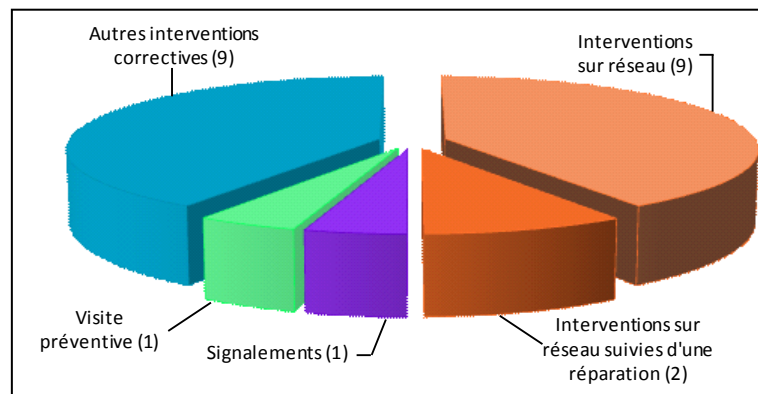 Autres interventions
correctives (9)
Interventions
sur réseau (9)
Visite
préventive (1)
Signalements (1)
Interventions sur
réseau suivies d'une
réparation (2)